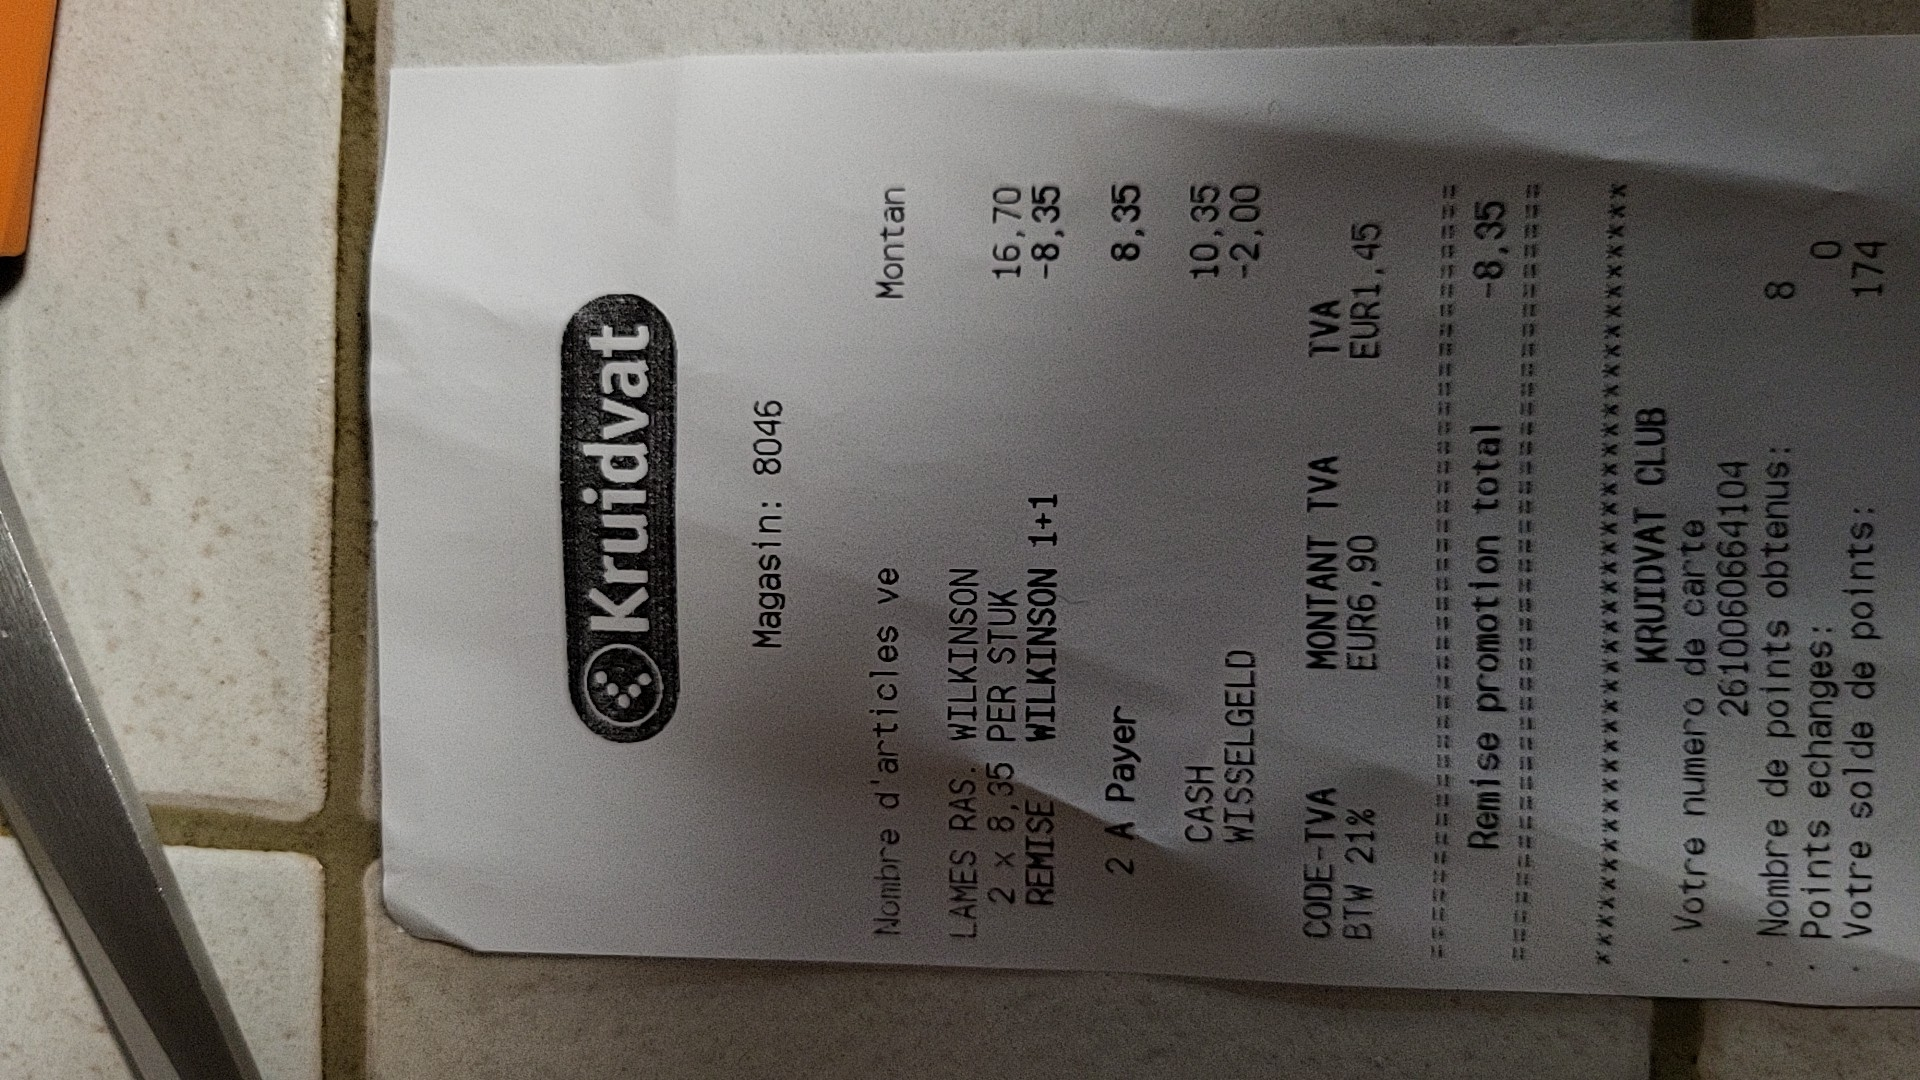 Kruidvat
Magasin: 8046
Nombre d'articles ve Montan
LAMES RAS. WILKINSON
2 x 8,35 PER STUK 16,70
REMISE WILKINSON 1+1 -8,35
2 A Payer 8,35
CASH 10,35
WISSELGELD -2,00
CODE-TVA MONTANT TVA TVA
BTW 21% EUR6,90 EUR1,45
======================================
Remise promotion total -8,35
======================================
******************************************
KRUIDVAT CLUB
. Votre numero de carte
. 2610060664104
. Nombre de points obtenus: 8
. Points echanges: 0
. Votre solde de points: 174